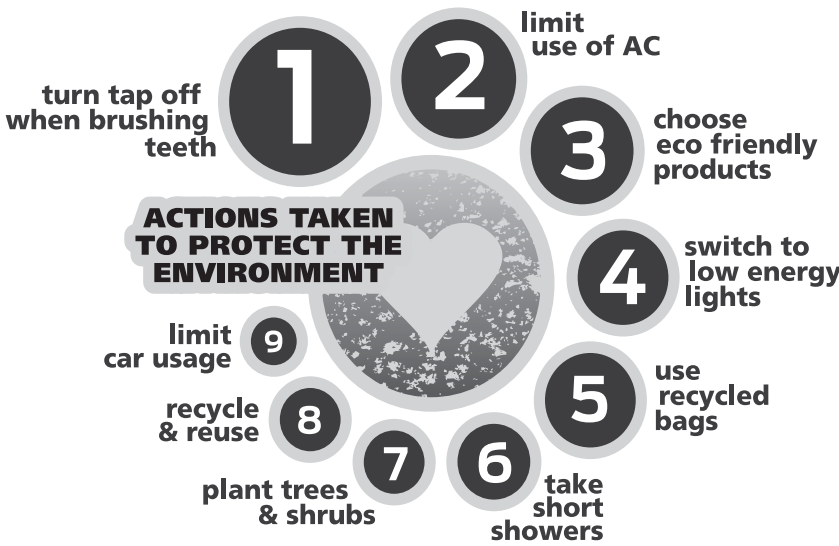 ACTIONS TAKEN
TO PROTECT THE
ENVIRONMENT
1
turn tap off
when brushing
teeth
2
limit
use of AC
3
choose
eco friendly
products
4
switch to
low energy
lights
5
use
recycled
bags
6
take
short
showers
7
plant trees
& shrubs
8
recycle
& reuse
9
limit
car usage